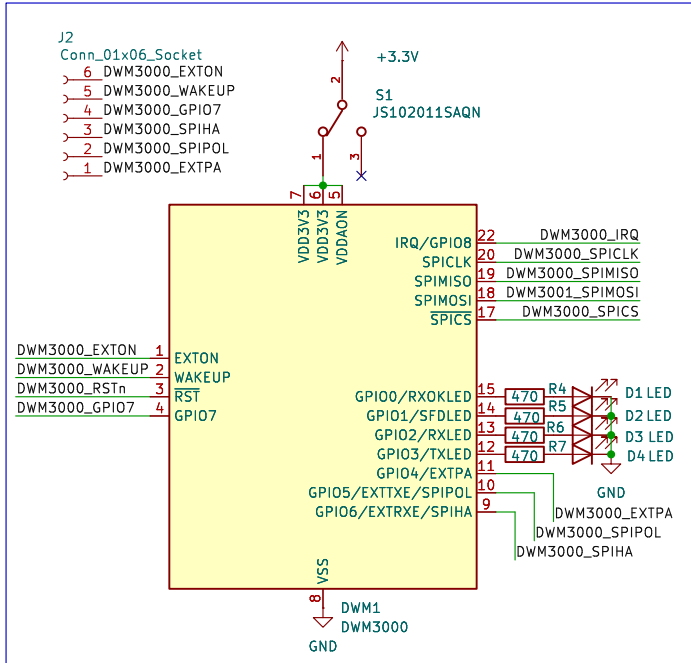 J2
Conn_01x06_Socket
6 DWM3000_EXTON
5 DWM3000_WAKEUP
4 DWM3000_GPIO7
3 DWM3000_SPIHA
2 DWM3000_SPIPOL
1 DWM3000_EXTPA
+3.3V
2
S1
JS102011SAQN
1
3
7 6 5
VDD3V3 VDD3V3 VDDAON
IRQ/GPIO8 22 DWM3000_IRQ
SPICLK 20 DWM3000_SPICLK
SPIMISO 19 DWM3000_SPIMISO
SPIMOSI 18 DWM3001_SPIMOSI
SPICS 17 DWM3000_SPICS
DWM3000_EXTON 1 EXTON
DWM3000_WAKEUP 2 WAKEUP
DWM3000_RSTn 3 RST
DWM3000_GPIO7 4 GPIO7
GPIO0/RXOKLED 15 470 R4 D1 LED
GPIO1/SFDLED 14 470 R5 D2 LED
GPIO2/RXLED 13 470 R6 D3 LED
GPIO3/TXLED 12 470 R7 D4 LED
GPIO4/EXTPA 11
GND
GPIO5/EXTTXE/SPIPOL 10
GPIO6/EXTRXE/SPIHA 9
DWM3000_EXTPA
DWM3000_SPIPOL
DWM3000_SPIHA
VSS
8
DWM1
DWM3000
GND